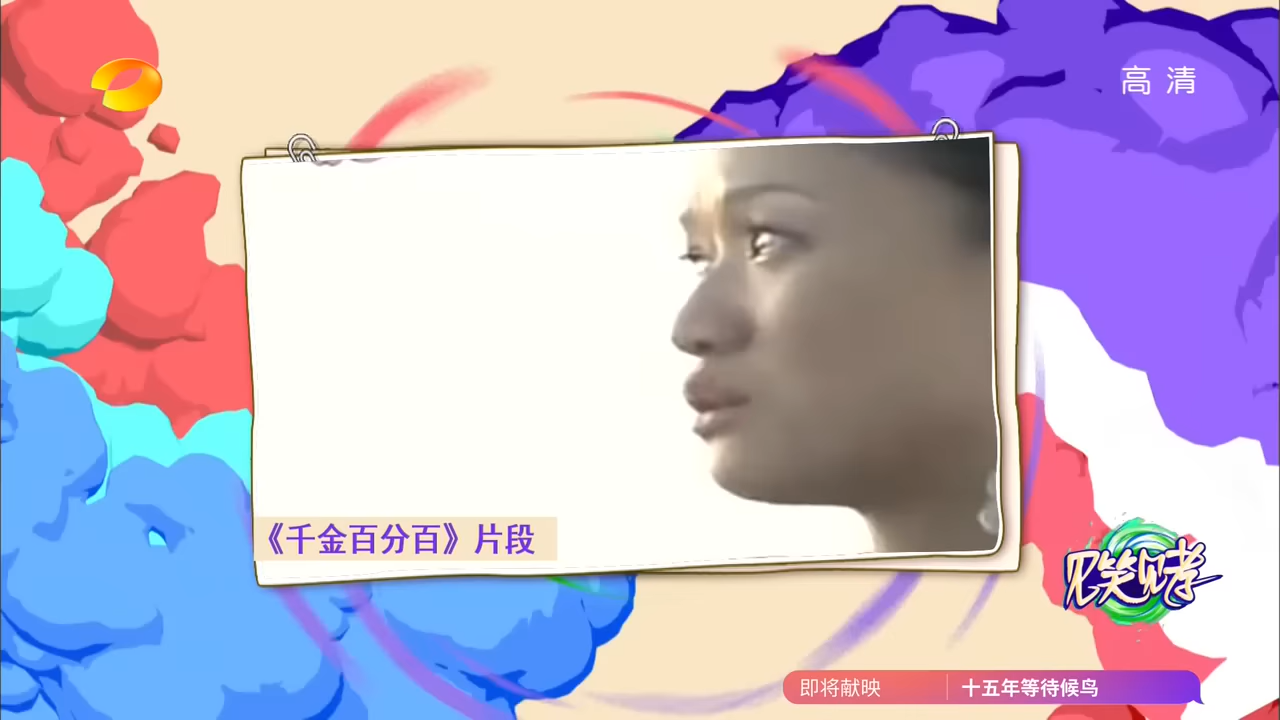 高清
《千金百分百》片段
即将献映
十五年等待候鸟